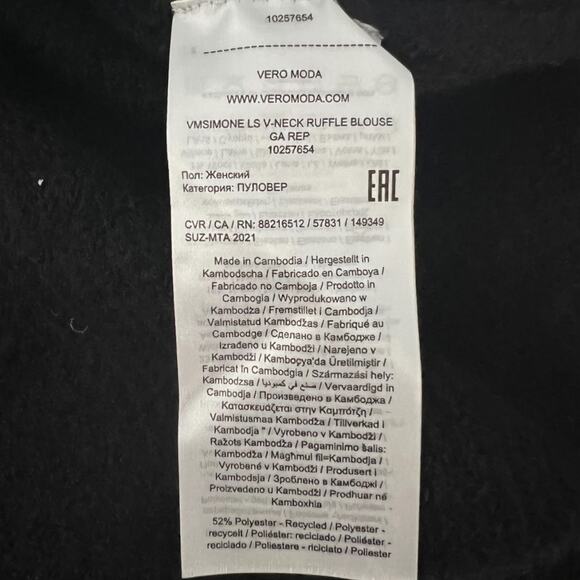 10257654
VERO MODA
WWW.VEROMODA.COM
VMSIMONE LS V-NECK RUFFLE BLOUSE
GA REP
10257654
Пол: Женский
Категория: ПУЛОВЕР
EAC
CVR / CA / RN: 88216512 / 57831 / 149349
SUZ-MTA 2021
Made in Cambodia / Hergestellt in
Kambodscha / Fabricado en Camboya /
Fabricado no Camboja / Prodotto in
Cambogia / Wyprodukowano w
Kambodża / Fremstillet i Cambodja /
Valmistatud Kambodžas / Fabriqué au
Cambodge / Сделано в Камбодже /
Izrađeno u Kambodži / Narejeno v
Kambodži / Kamboçya'da Üretilmiştir /
Fabricat în Cambodgia / Származási hely:
Kambodzsa / صنع في كمبوديا / Vervaardigd in
Cambodja / Произведено в Камбоджа /
Κατασκευάζεται στην Καμπότζη /
Valmistusmaa Kambodža / Tillverkad i
Kambodja " / Vyrobeno v Kambodži /
Ražots Kambodža / Pagaminimo šalis:
Kambodža / Magħmul fil=Kambodja /
Vyrobené v Kambodži / Produsert i
Kambodsja / Зроблено в Камбоджі /
Proizvedeno u Kambodži / Prodhuar në
Kamboxhia
52% Polyester - Recycled / Polyester -
recycelt / Poliéster: reciclado / Poliéster -
reciclado / Poliestere - riciclato / Poliester